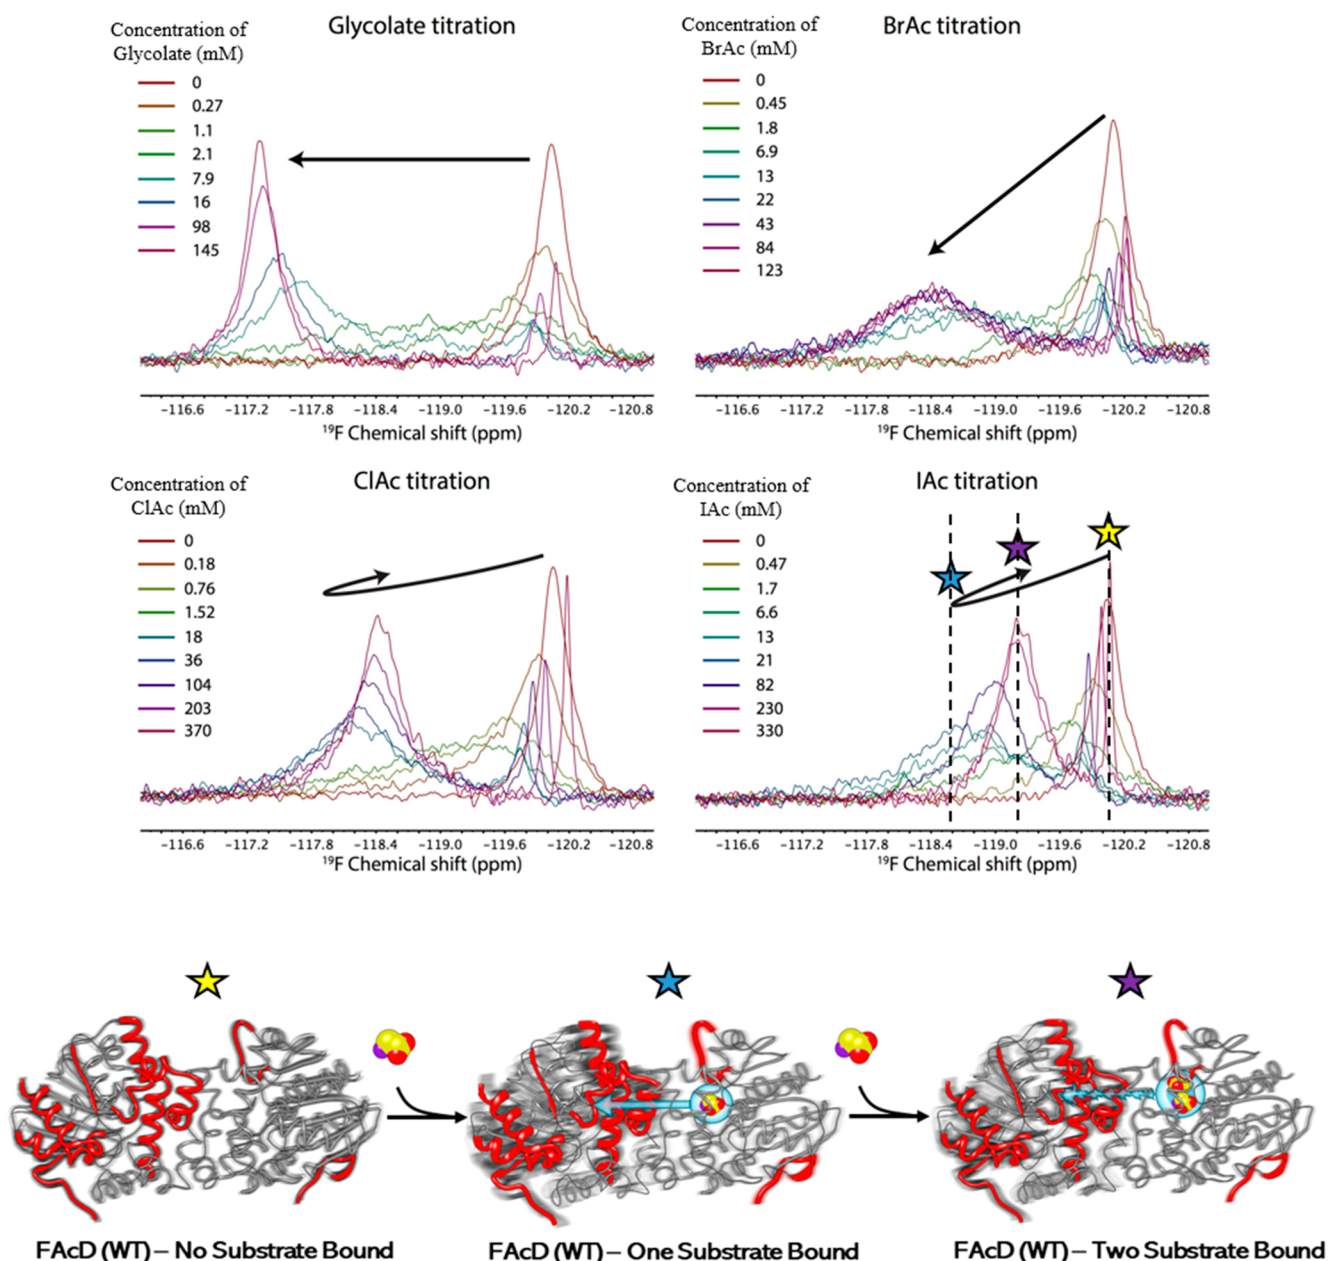 Concentration of
Glycolate (mM)
Glycolate titration
0
0.27
1.1
2.1
7.9
16
98
145
−116.6 −117.2 −117.8 −118.4 −119.0 −119.6 −120.2 −120.8
¹⁹F Chemical shift (ppm)
Concentration of
BrAc (mM)
BrAc titration
0
0.45
1.8
6.9
13
22
43
84
123
−116.6 −117.2 −117.8 −118.4 −119.0 −119.6 −120.2 −120.8
¹⁹F Chemical shift (ppm)
Concentration of
ClAc (mM)
ClAc titration
0
0.18
0.76
1.52
18
36
104
203
370
−116.6 −117.2 −117.8 −118.4 −119.0 −119.6 −120.2 −120.8
¹⁹F Chemical shift (ppm)
Concentration of
IAc (mM)
IAc titration
0
0.47
1.7
6.6
13
21
82
230
330
−116.6 −117.2 −117.8 −118.4 −119.0 −119.6 −120.2 −120.8
¹⁹F Chemical shift (ppm)
FAcD (WT) – No Substrate Bound
FAcD (WT) – One Substrate Bound
FAcD (WT) – Two Substrate Bound